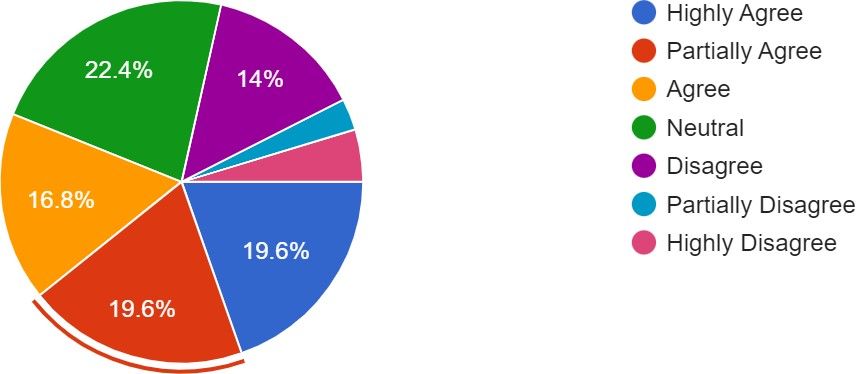 22.4%
14%
16.8%
19.6%
19.6%
Highly Agree
Partially Agree
Agree
Neutral
Disagree
Partially Disagree
Highly Disagree